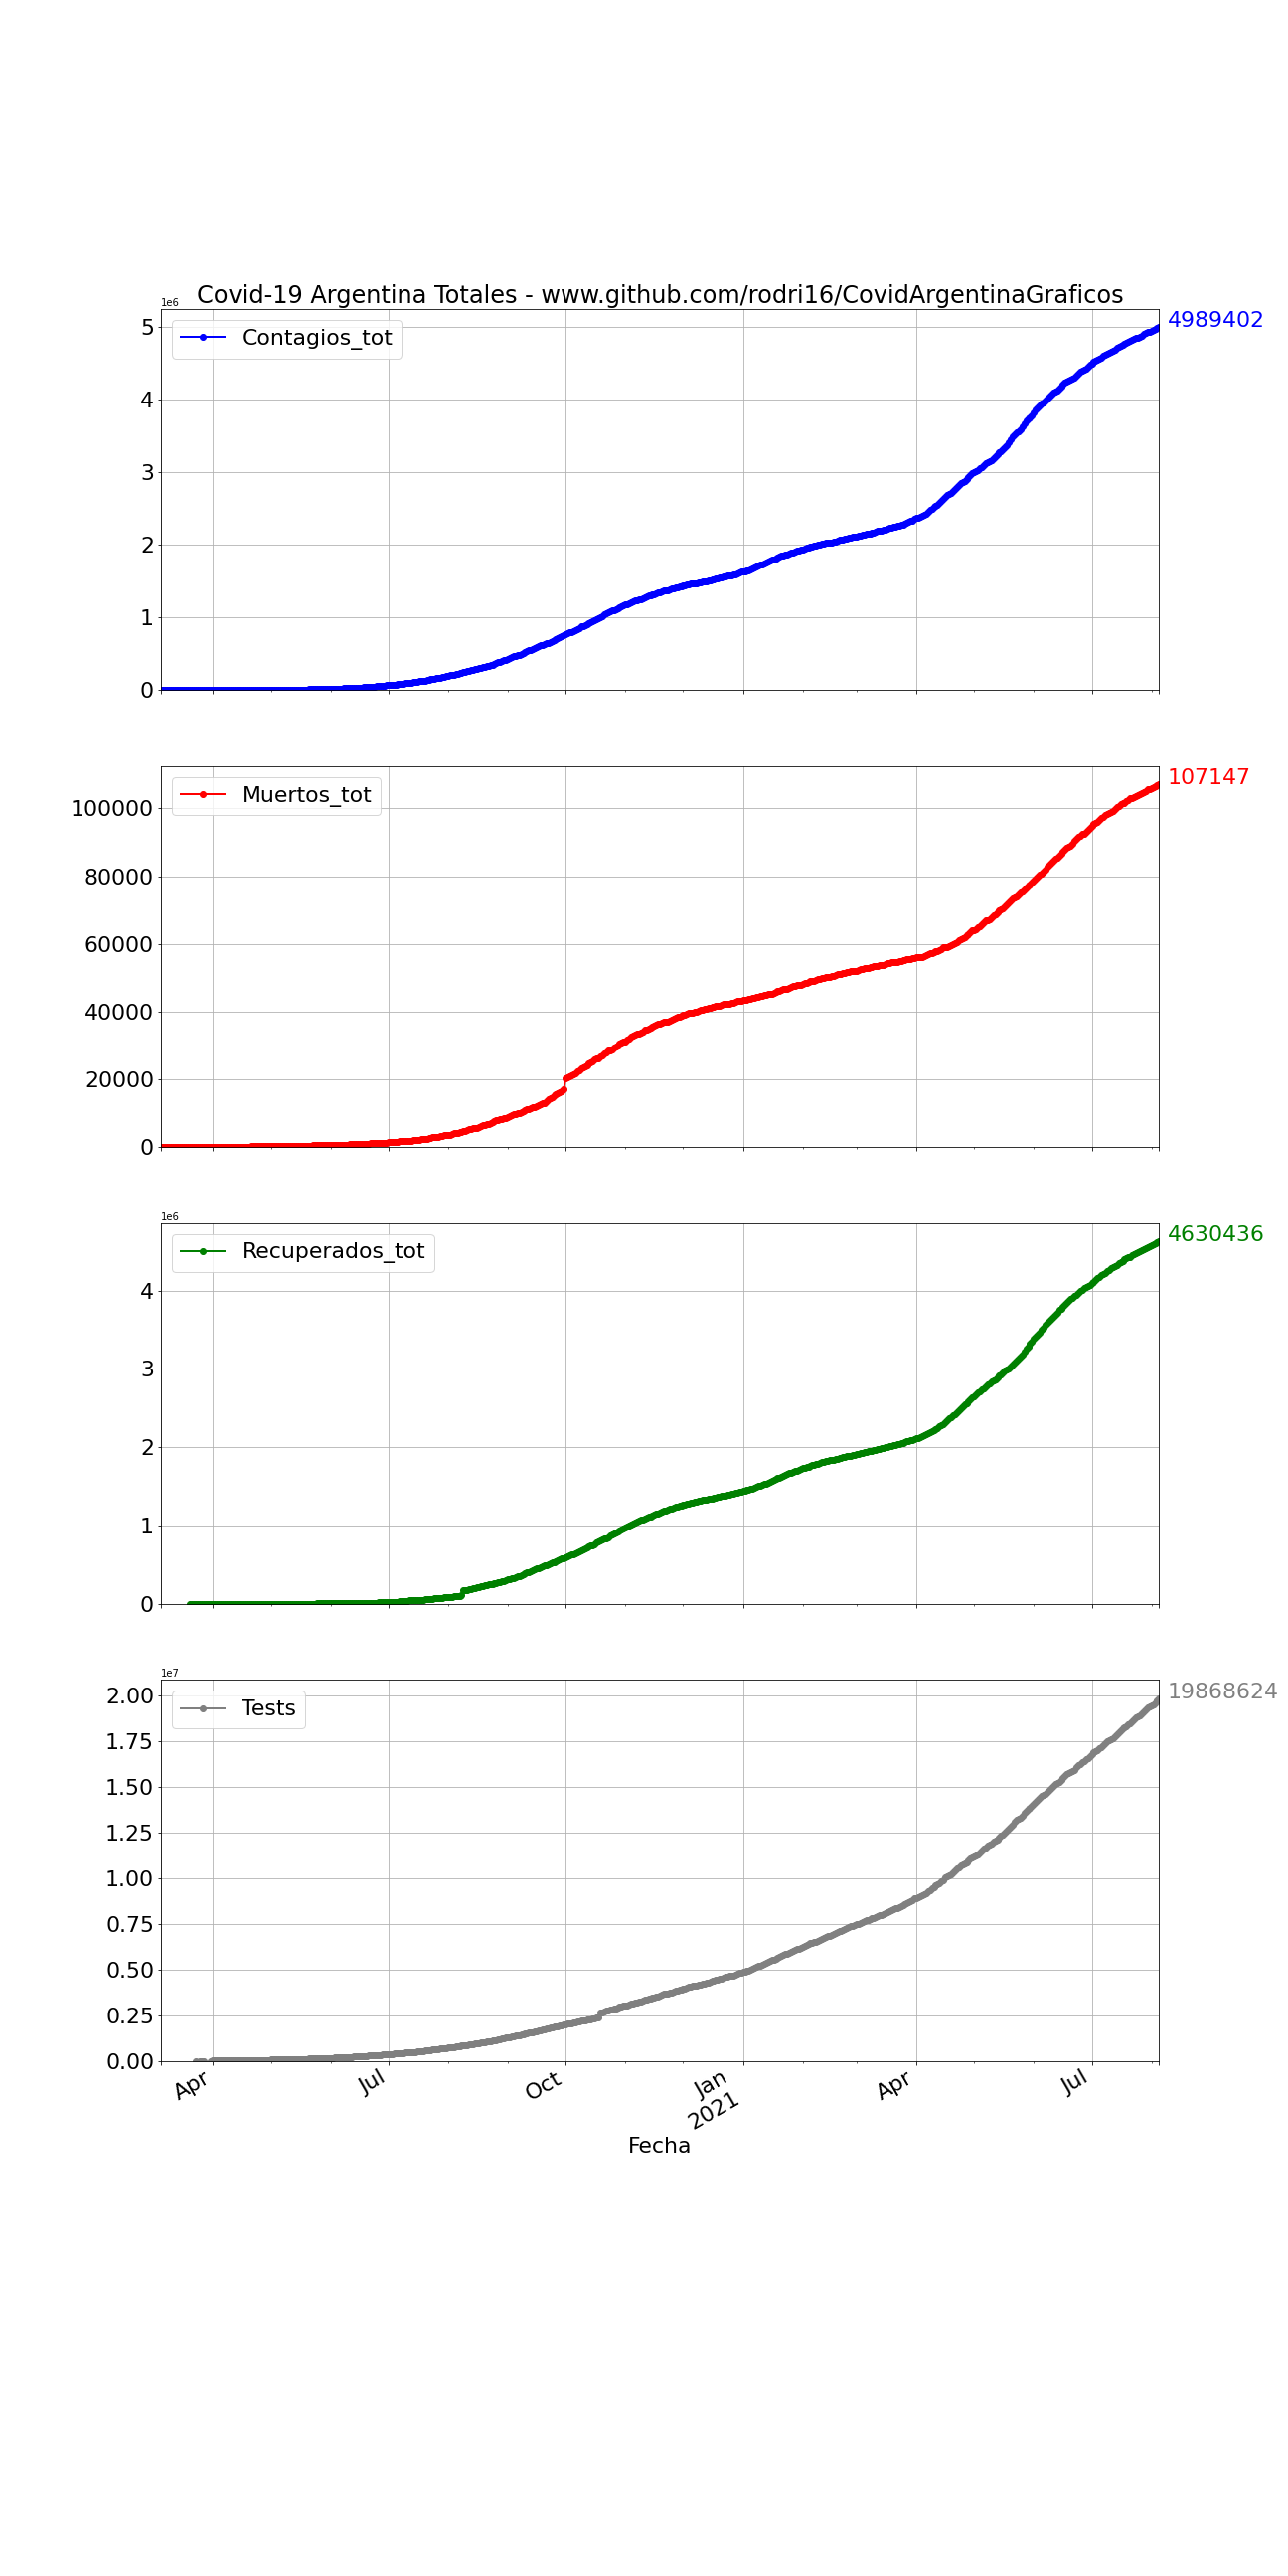 Covid-19 Argentina Totales - www.github.com/rodri16/CovidArgentinaGraficos
1e6
Contagios_tot
4989402
5
4
3
2
1
0
Muertos_tot
107147
100000
80000
60000
40000
20000
0
1e6
Recuperados_tot
4630436
4
3
2
1
0
1e7
Tests
19868624
2.00
1.75
1.50
1.25
1.00
0.75
0.50
0.25
0.00
Apr
Jul
Oct
Jan
2021
Apr
Jul
Fecha